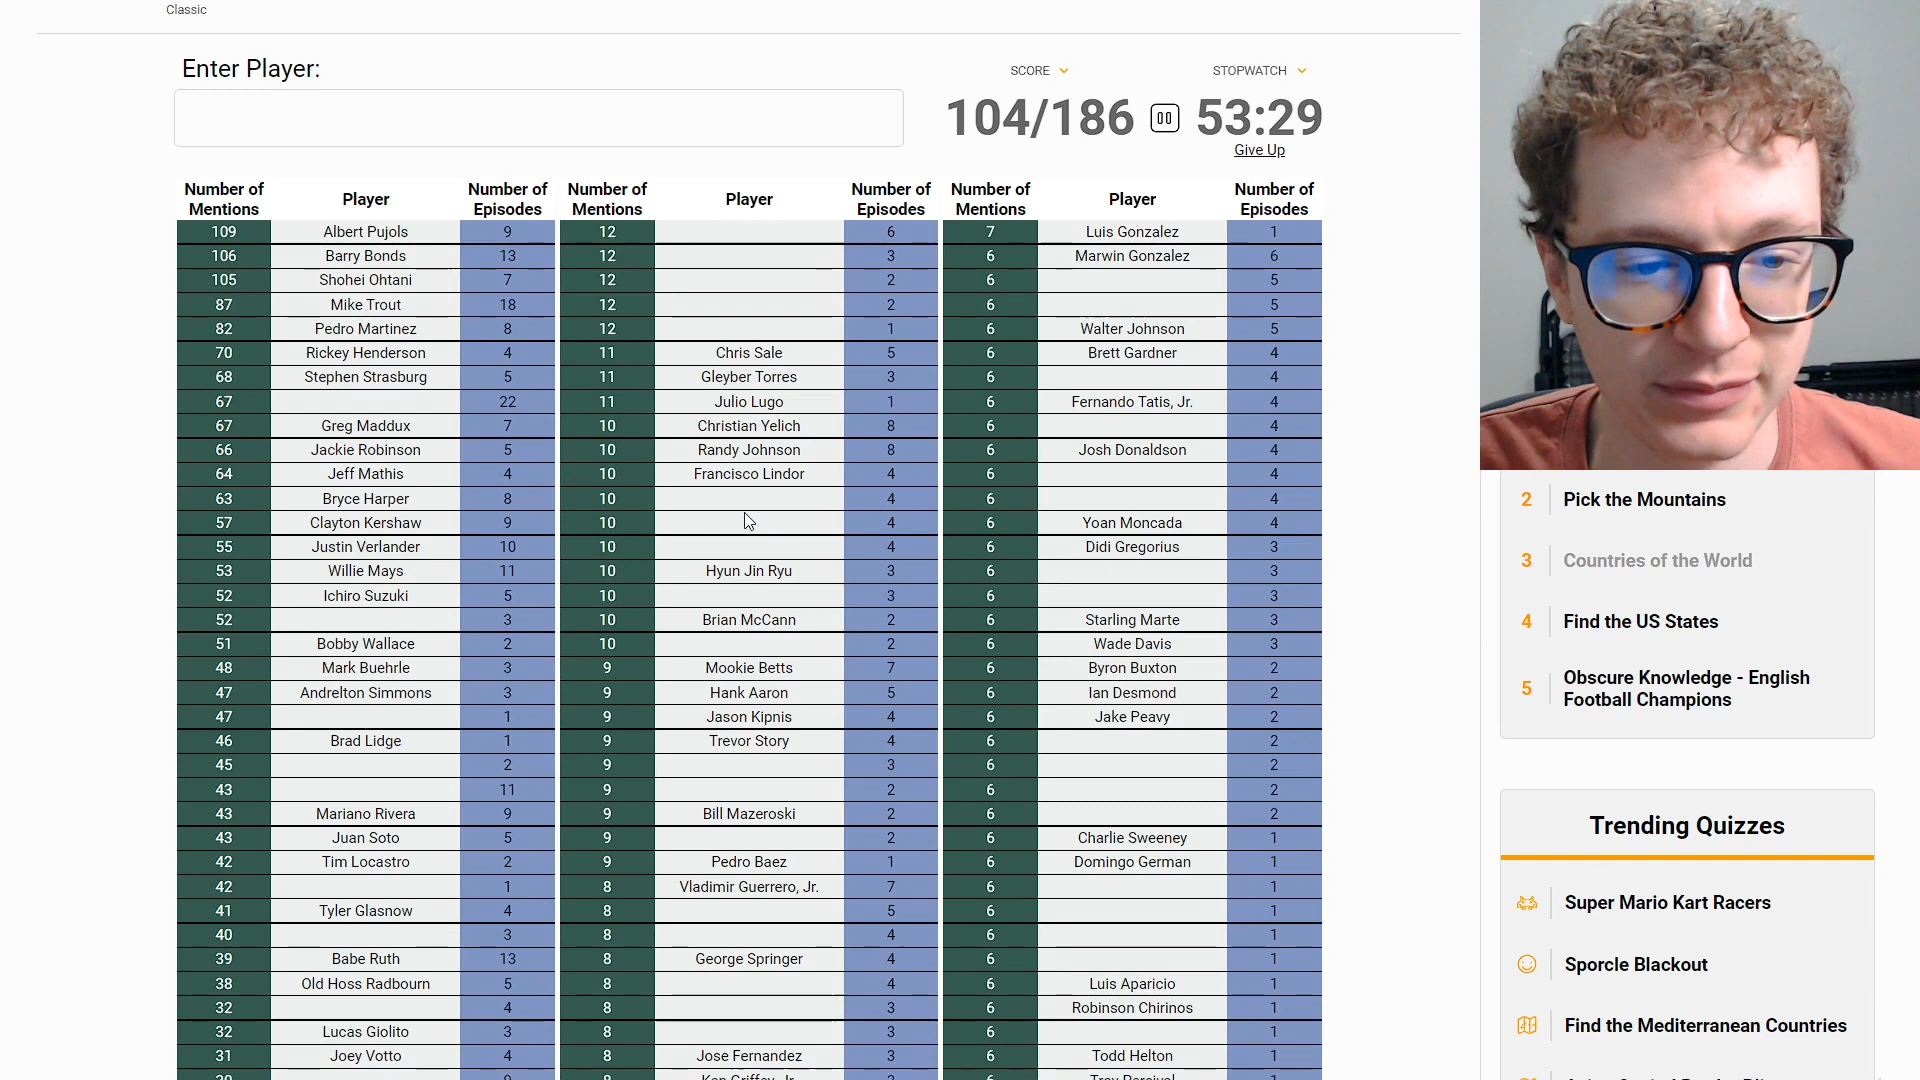 Classic
Enter Player:
SCORE
STOPWATCH
104/186
53:29
Give Up
Number of Mentions Player Number of Episodes Number of Mentions Player Number of Episodes Number of Mentions Player Number of Episodes
109 Albert Pujols 9 12 6 7 Luis Gonzalez 1
106 Barry Bonds 13 12 3 6 Marwin Gonzalez 6
105 Shohei Ohtani 7 12 2 6 5
87 Mike Trout 18 12 2 6 5
82 Pedro Martinez 8 12 1 6 Walter Johnson 5
70 Rickey Henderson 4 11 Chris Sale 5 6 Brett Gardner 4
68 Stephen Strasburg 5 11 Gleyber Torres 3 6 4
67 22 11 Julio Lugo 1 6 Fernando Tatis, Jr. 4
67 Greg Maddux 7 10 Christian Yelich 8 6 4
66 Jackie Robinson 5 10 Randy Johnson 8 6 Josh Donaldson 4
64 Jeff Mathis 4 10 Francisco Lindor 4 6 4
63 Bryce Harper 8 10 4 6 4
57 Clayton Kershaw 9 10 4 6 Yoan Moncada 4
55 Justin Verlander 10 10 4 6 Didi Gregorius 3
53 Willie Mays 11 10 Hyun Jin Ryu 3 6 3
52 Ichiro Suzuki 5 10 3 6 3
52 3 10 Brian McCann 2 6 Starling Marte 3
51 Bobby Wallace 2 10 2 6 Wade Davis 3
48 Mark Buehrle 3 9 Mookie Betts 7 6 Byron Buxton 2
47 Andrelton Simmons 3 9 Hank Aaron 5 6 Ian Desmond 2
47 1 9 Jason Kipnis 4 6 Jake Peavy 2
46 Brad Lidge 1 9 Trevor Story 4 6 2
45 2 9 3 6 2
43 11 9 2 6 2
43 Mariano Rivera 9 9 Bill Mazeroski 2 6 2
43 Juan Soto 5 9 2 6 Charlie Sweeney 1
42 Tim Locastro 2 9 Pedro Baez 1 6 Domingo German 1
42 1 8 Vladimir Guerrero, Jr. 7 6 1
41 Tyler Glasnow 4 8 5 6 1
40 3 8 4 6 1
39 Babe Ruth 13 8 George Springer 4 6 1
38 Old Hoss Radbourn 5 8 4 6 Luis Aparicio 1
32 4 8 3 6 Robinson Chirinos 1
32 Lucas Giolito 3 8 3 6 1
31 Joey Votto 4 8 Jose Fernandez 3 6 Todd Helton 1
2 Pick the Mountains
3 Countries of the World
4 Find the US States
5 Obscure Knowledge - English
Football Champions
Trending Quizzes
Super Mario Kart Racers
Sporcle Blackout
Find the Mediterranean Countries